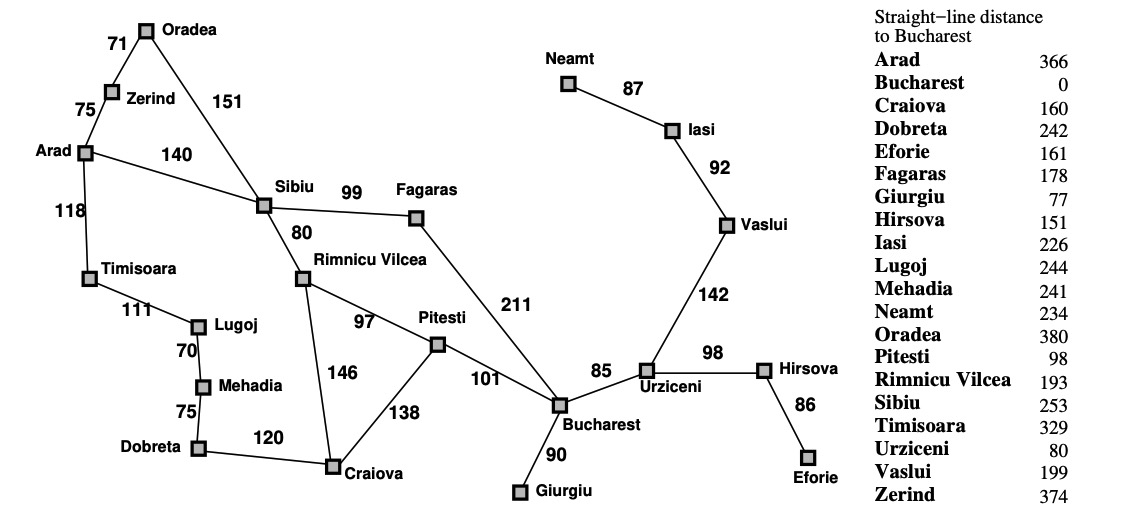 Oradea
71
Zerind
75
151
Arad
140
118
Sibiu
99
Fagaras
80
Timisoara
Rimnicu Vilcea
111
Lugoj
97
Pitesti
211
70
Mehadia
146
101
75
138
Dobreta
120
Craiova
Bucharest
90
Giurgiu
Neamt
87
Iasi
92
Vaslui
142
85
98
Hirsova
Urziceni
86
Eforie
Straight−line distance
to Bucharest
Arad 366
Bucharest 0
Craiova 160
Dobreta 242
Eforie 161
Fagaras 178
Giurgiu 77
Hirsova 151
Iasi 226
Lugoj 244
Mehadia 241
Neamt 234
Oradea 380
Pitesti 98
Rimnicu Vilcea 193
Sibiu 253
Timisoara 329
Urziceni 80
Vaslui 199
Zerind 374